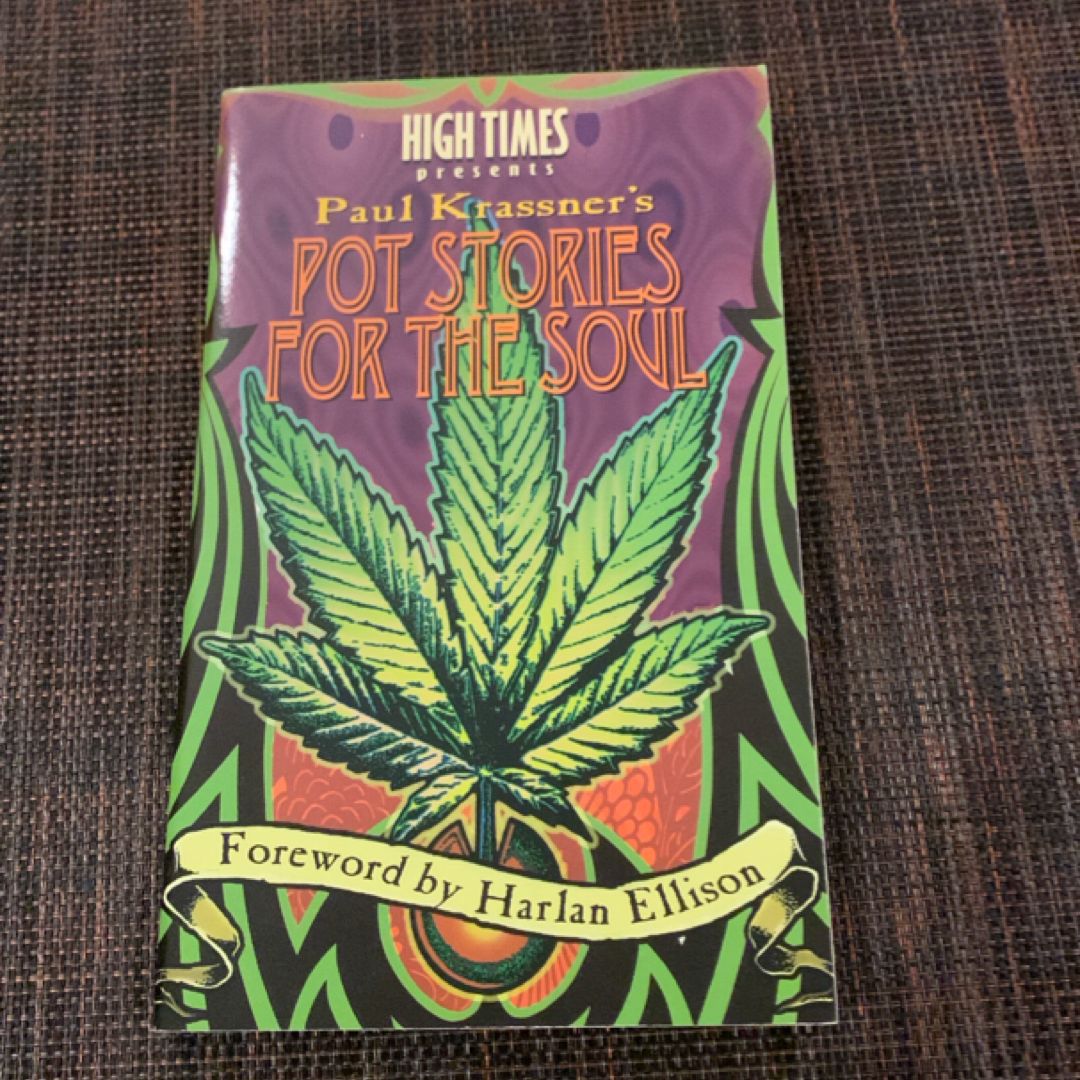 HIGH TIMES
presents
Paul Krassner's
POT STORIES
FOR THE SOUL
Foreword by Harlan Ellison